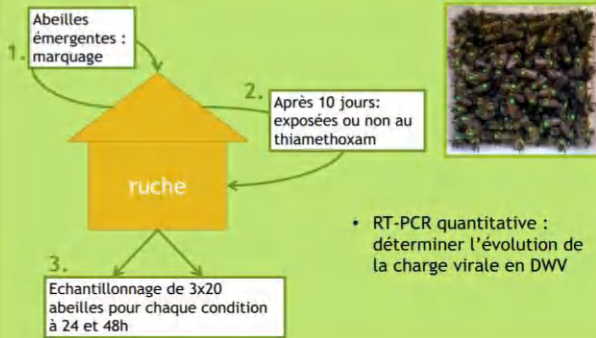 Abeilles
émergentes :
marquage
1.
2.
Après 10 jours:
exposées ou non au
thiamethoxam
ruche
• RT-PCR quantitative :
déterminer l'évolution de
la charge virale en DWV
3.
Echantillonnage de 3x20
abeilles pour chaque condition
à 24 et 48h